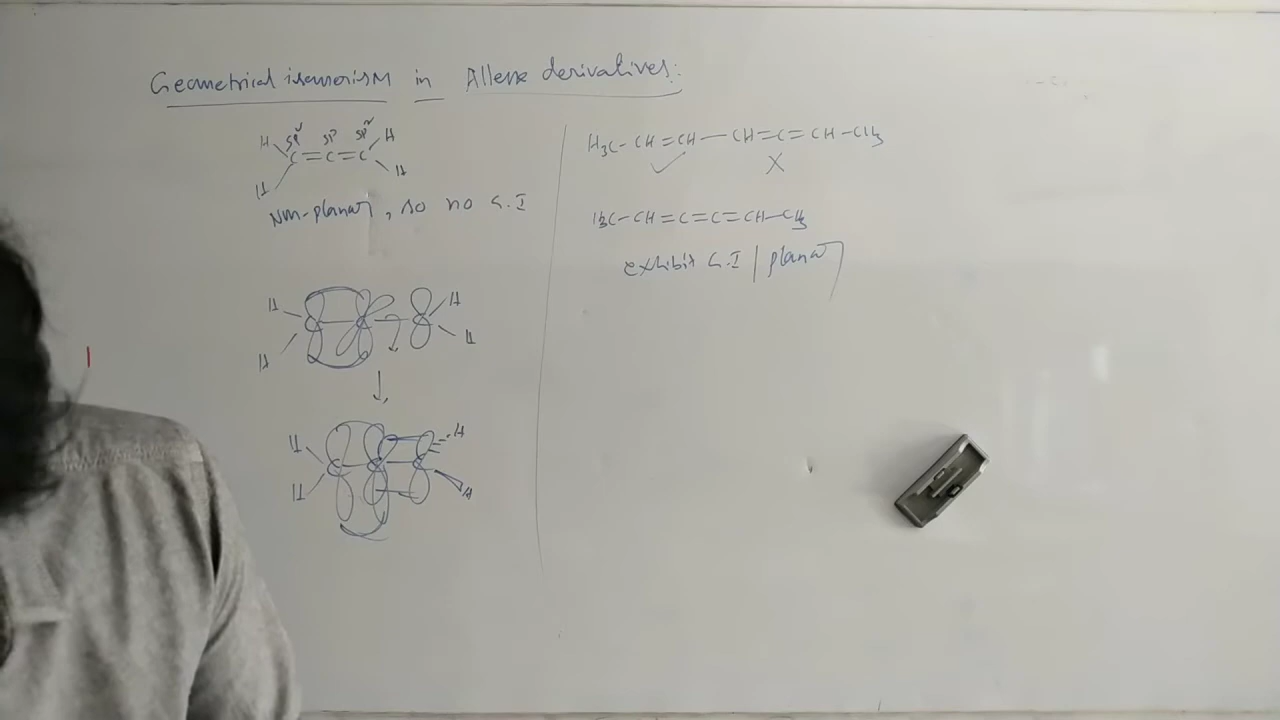 Geometrical isomerism in Allene derivatives:
sp² sp sp²
H H
C=C=C
H H
Non-planar, so no G.I
H H
C C C
H H
H H
H H
H₃C-CH=CH-CH=C=CH-CH₃
✓ X
H₃C-CH=C=C=CH-CH₃
exhibit G.I / planar